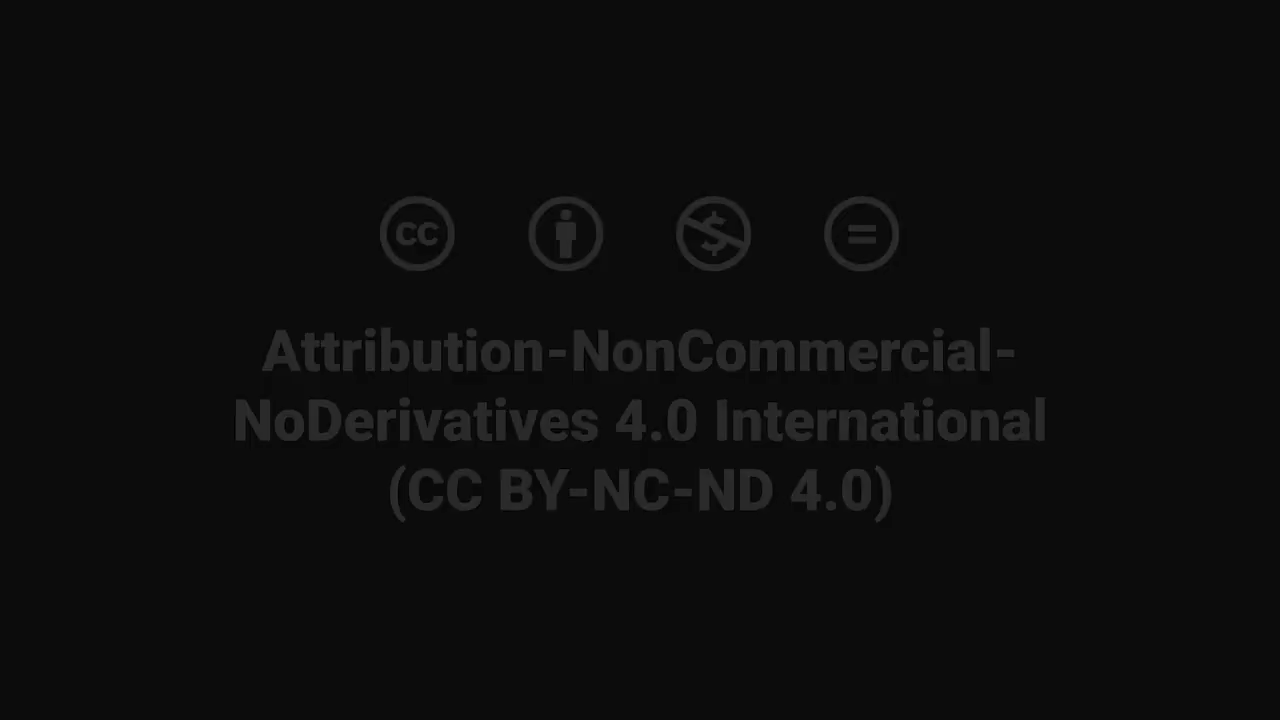 cc
Attribution-NonCommercial-
NoDerivatives 4.0 International
(CC BY-NC-ND 4.0)